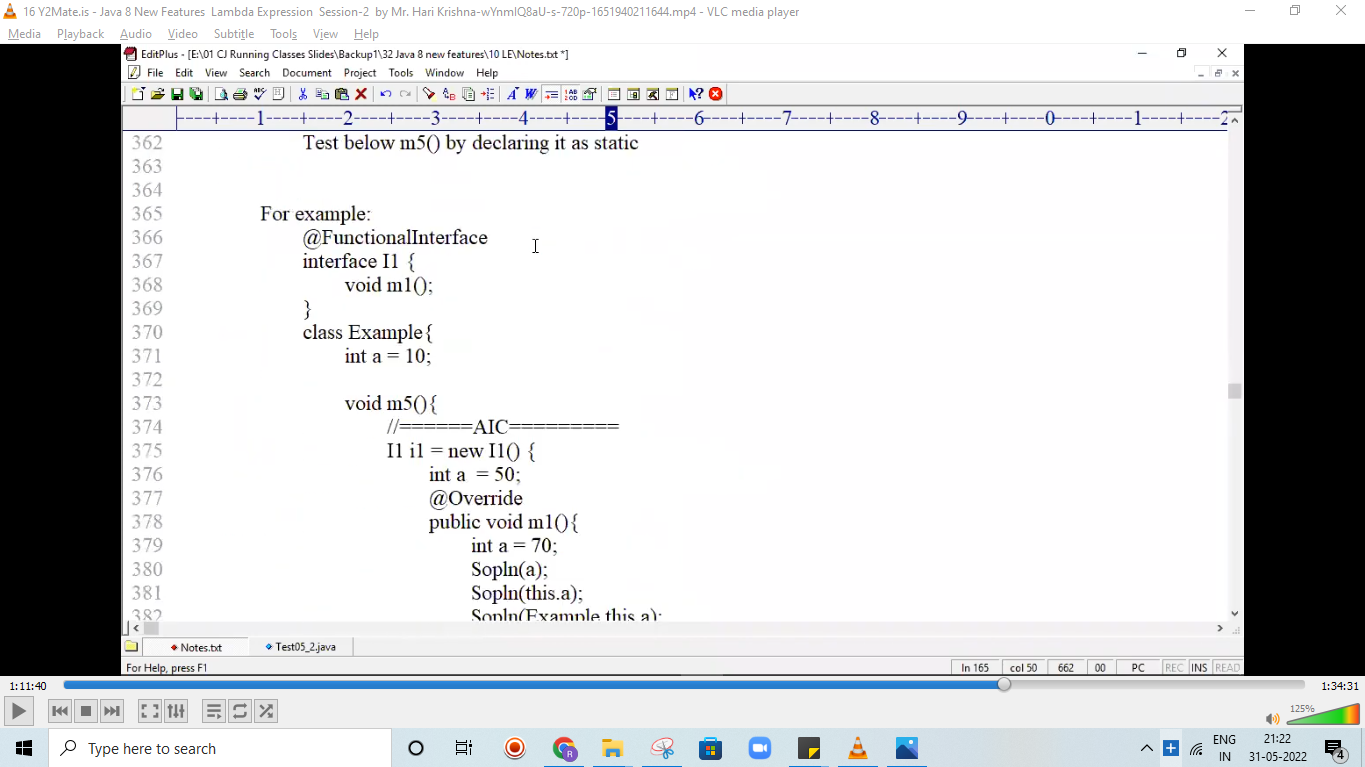 16 Y2Mate.is - Java 8 New Features  Lambda Expression  Session-2  by Mr. Hari Krishna-wYnmlQ8aU-s-720p-1651940211644.mp4 - VLC media player
Media Playback Audio Video Subtitle Tools View Help
EditPlus - [E:\01 CJ Running Classes Slides\Backup1\32 Java 8 new features\10 LE\Notes.txt *]
File Edit View Search Document Project Tools Window Help
----+----1----+----2----+----3----+----4----+----5----+----6----+----7----+----8----+----9----+----0----+----1----+----2
362 Test below m5() by declaring it as static
363
364
365 For example:
366 @FunctionalInterface
367 interface I1 {
368 void m1();
369 }
370 class Example{
371 int a = 10;
372
373 void m5(){
374 //======AIC=========
375 I1 i1 = new I1() {
376 int a  = 50;
377 @Override
378 public void m1(){
379 int a = 70;
380 Sopln(a);
381 Sopln(this.a);
382 Sopln(Example.this.a);
Notes.txt Test05_2.java
For Help, press F1 ln 165 col 50 662 00 PC REC INS READ
1:11:40 1:34:31
125%
Type here to search
ENG 21:22
IN 31-05-2022 4